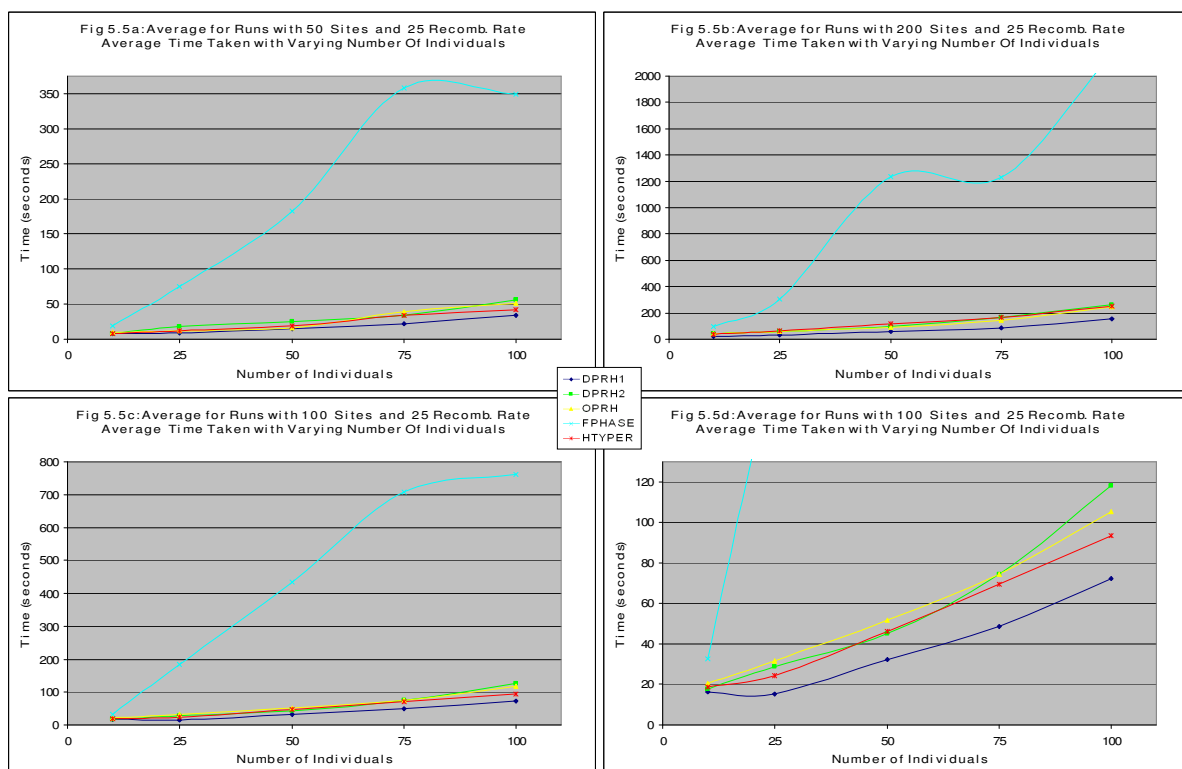 Fig 5.5a: Average for Runs with 50 Sites and 25 Recomb. Rate
Average Time Taken with Varying Number Of Individuals
350
300
250
200
150
100
50
0
Time (seconds)
0
25
50
75
100
Number of Individuals
Fig 5.5b: Average for Runs with 200 Sites and 25 Recomb. Rate
Average Time Taken with Varying Number Of Individuals
2000
1800
1600
1400
1200
1000
800
600
400
200
0
Time (seconds)
0
25
50
75
100
Number of Individuals
DPRH1
DPRH2
OPRH
FPHASE
HTYPER
Fig 5.5c: Average for Runs with 100 Sites and 25 Recomb. Rate
Average Time Taken with Varying Number Of Individuals
800
700
600
500
400
300
200
100
0
Time (seconds)
0
25
50
75
100
Number of Individuals
Fig 5.5d: Average for Runs with 100 Sites and 25 Recomb. Rate
Average Time Taken with Varying Number Of Individuals
120
100
80
60
40
20
0
Time (seconds)
0
25
50
75
100
Number of Individuals